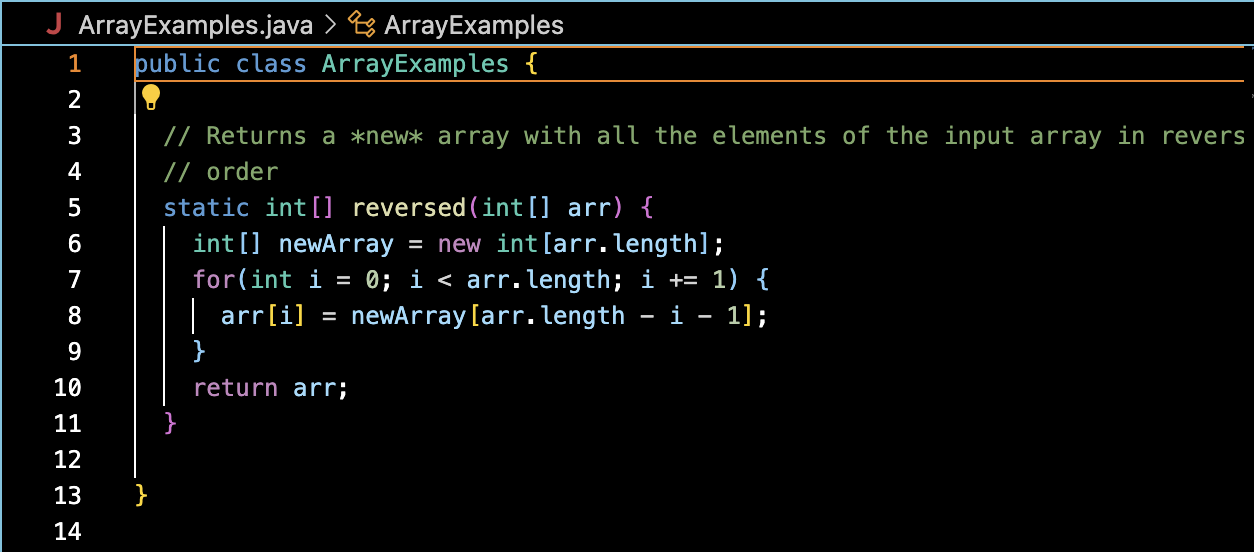 J ArrayExamples.java > ArrayExamples
1 public class ArrayExamples {
2
3 // Returns a *new* array with all the elements of the input array in revers
4 // order
5 static int[] reversed(int[] arr) {
6 int[] newArray = new int[arr.length];
7 for(int i = 0; i < arr.length; i += 1) {
8 arr[i] = newArray[arr.length - i - 1];
9 }
10 return arr;
11 }
12
13 }
14